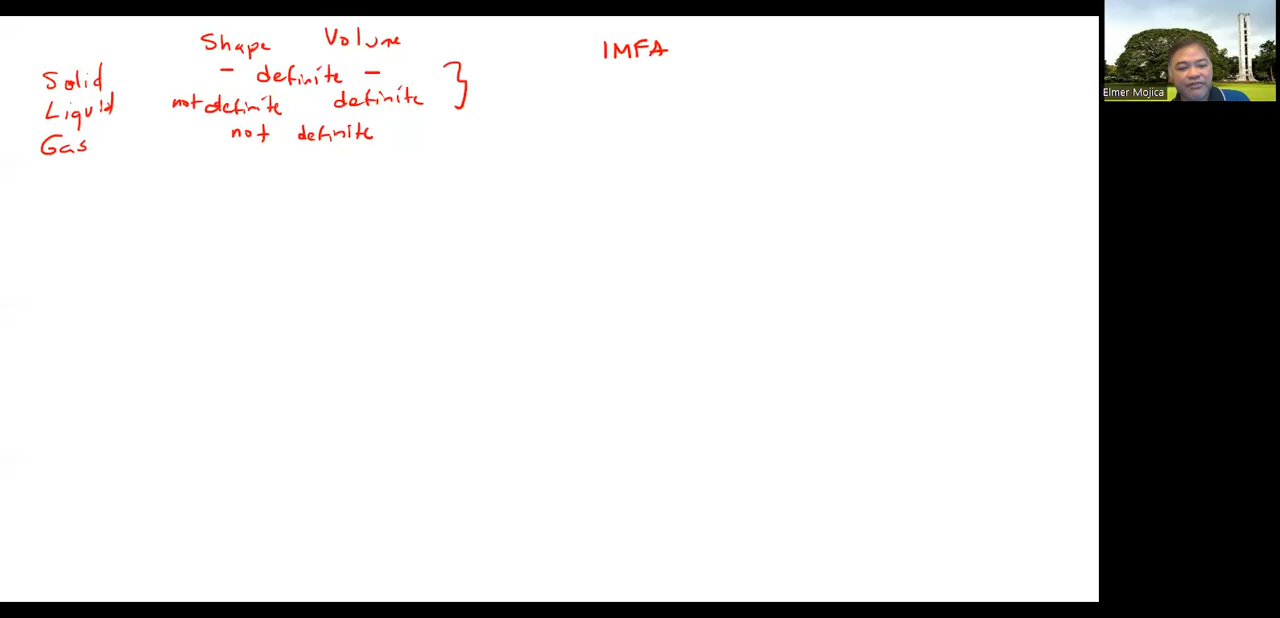 Shape Volume
Solid - definite -
Liquid not definite definite
Gas not definite
IMFA
Elmer Mojica